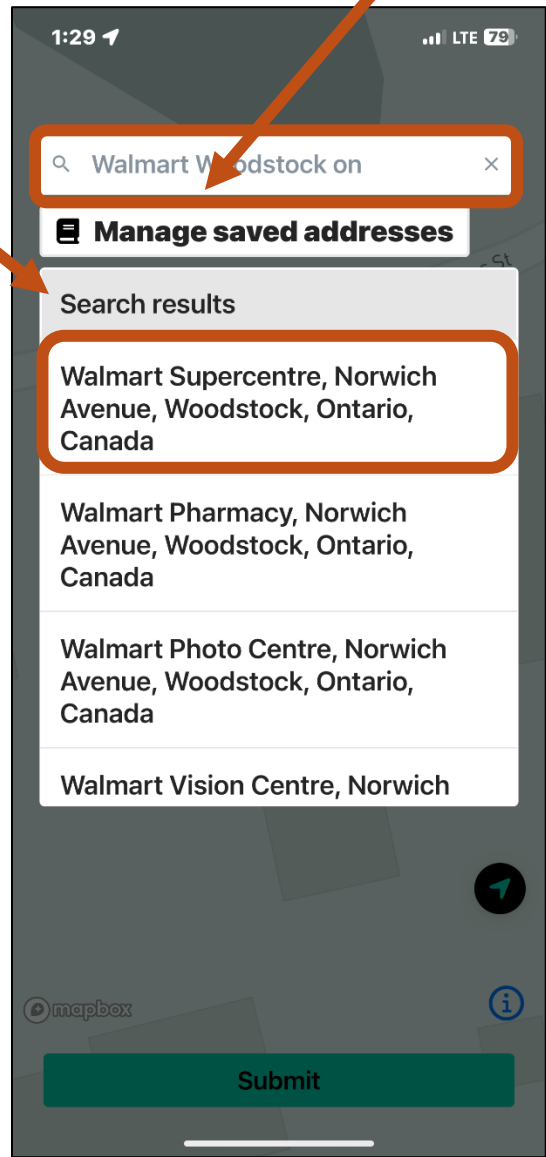 1:29 LTE 79
Walmart Woodstock on
Manage saved addresses
St
Search results
Walmart Supercentre, Norwich
Avenue, Woodstock, Ontario,
Canada
Walmart Pharmacy, Norwich
Avenue, Woodstock, Ontario,
Canada
Walmart Photo Centre, Norwich
Avenue, Woodstock, Ontario,
Canada
Walmart Vision Centre, Norwich
mapbox
Submit